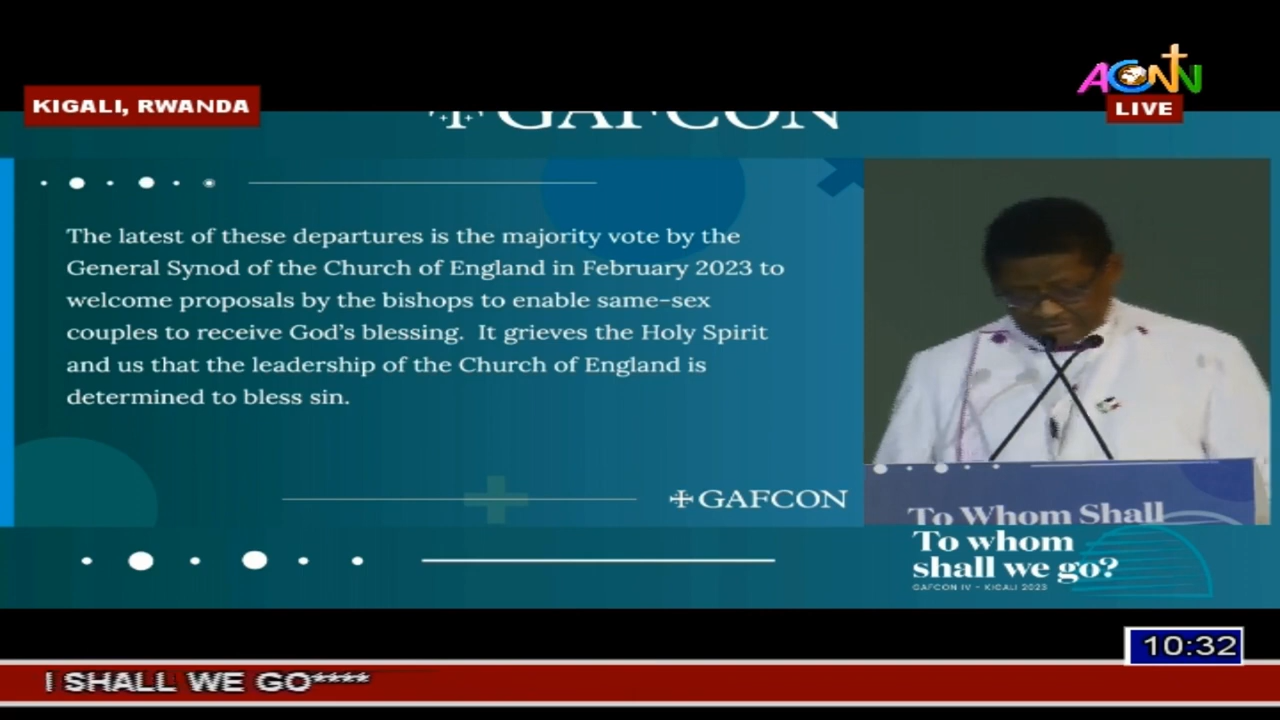 KIGALI, RWANDA
ACNN
LIVE
GAFCON
The latest of these departures is the majority vote by the
General Synod of the Church of England in February 2023 to
welcome proposals by the bishops to enable same-sex
couples to receive God's blessing.  It grieves the Holy Spirit
and us that the leadership of the Church of England is
determined to bless sin.
GAFCON
To Whom Shall
To whom
shall we go?
GAFCON IV - KIGALI 2023
10:32
SHALL WE GO****